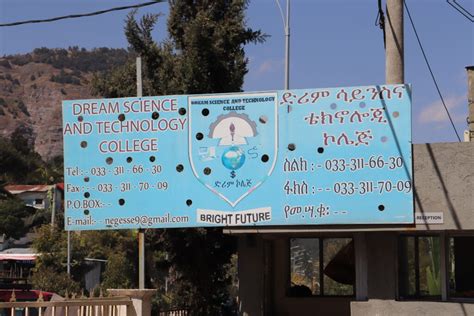 DREAM SCIENCE
AND TECHNOLOGY
COLLEGE
Tel : - 033- 311 - 66-30
Fax : - 033-311- 70- 09
P.O.BOX:- - -
E-mail:- negesse9@gmail.com
DREAM SCIENCE AND TECHNOLOGY
COLLEGE
ድሪም ኮሌጅ
BRIGHT FUTURE
ድሪም ሳይንስና
ቴክኖሎጂ
ኮሌጅ
ስልክ :- 033-311-66-30
ፋክስ :- 033-311-70-09
የ.መ.ሣ.ቁ:- - -
RECEPTION